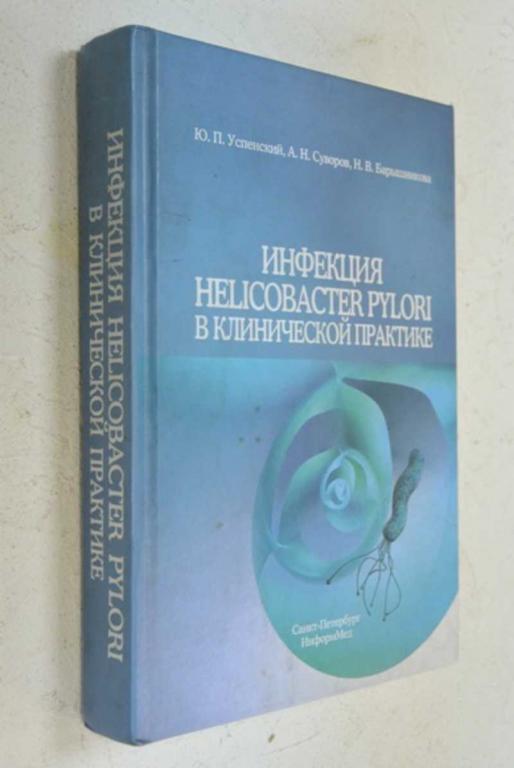 Ю. П. Успенский, А. Н. Суворов, Н. В. Барышникова
ИНФЕКЦИЯ
HELICOBACTER PYLORI
В КЛИНИЧЕСКОЙ ПРАКТИКЕ
Санкт-Петербург
ИнформМед
ИНФЕКЦИЯ HELICOBACTER PYLORI
В КЛИНИЧЕСКОЙ ПРАКТИКЕ